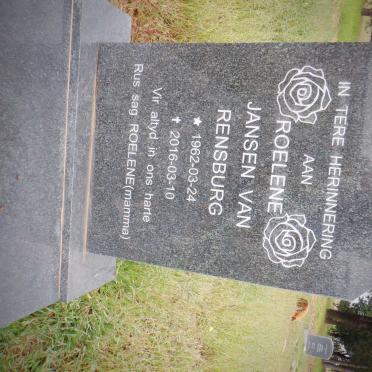 IN TERE HERINNERING
AAN
ROELENE
JANSEN VAN
RENSBURG
★ 1962-03-24
✝ 2016-03-10
Vir altyd in ons harte
Rus sag ROELENE(mamma)